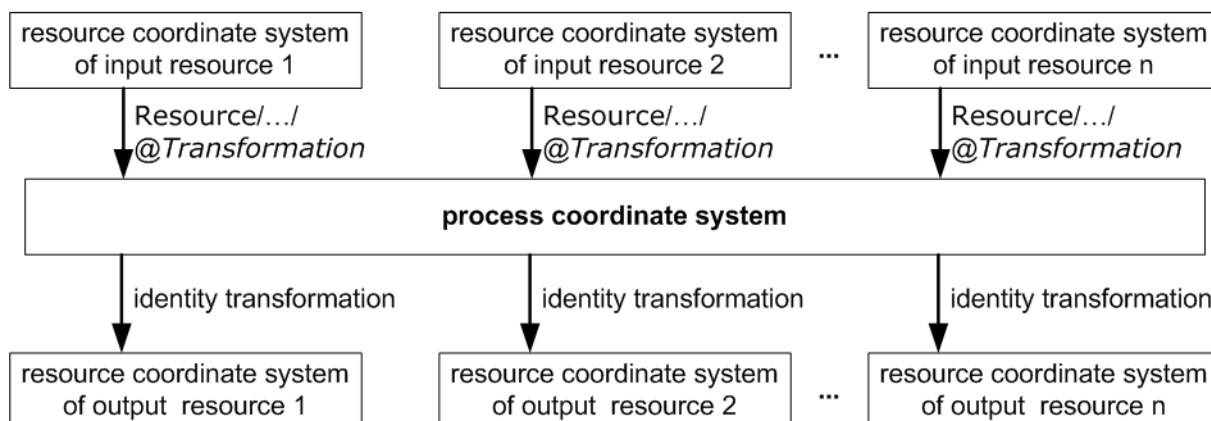 resource coordinate system
of input resource 1
resource coordinate system
of input resource 2
...
resource coordinate system
of input resource n
Resource/.../
@Transformation
Resource/.../
@Transformation
Resource/.../
@Transformation
process coordinate system
identity transformation
identity transformation
identity transformation
resource coordinate system
of output resource 1
resource coordinate system
of output resource 2
...
resource coordinate system
of output resource n